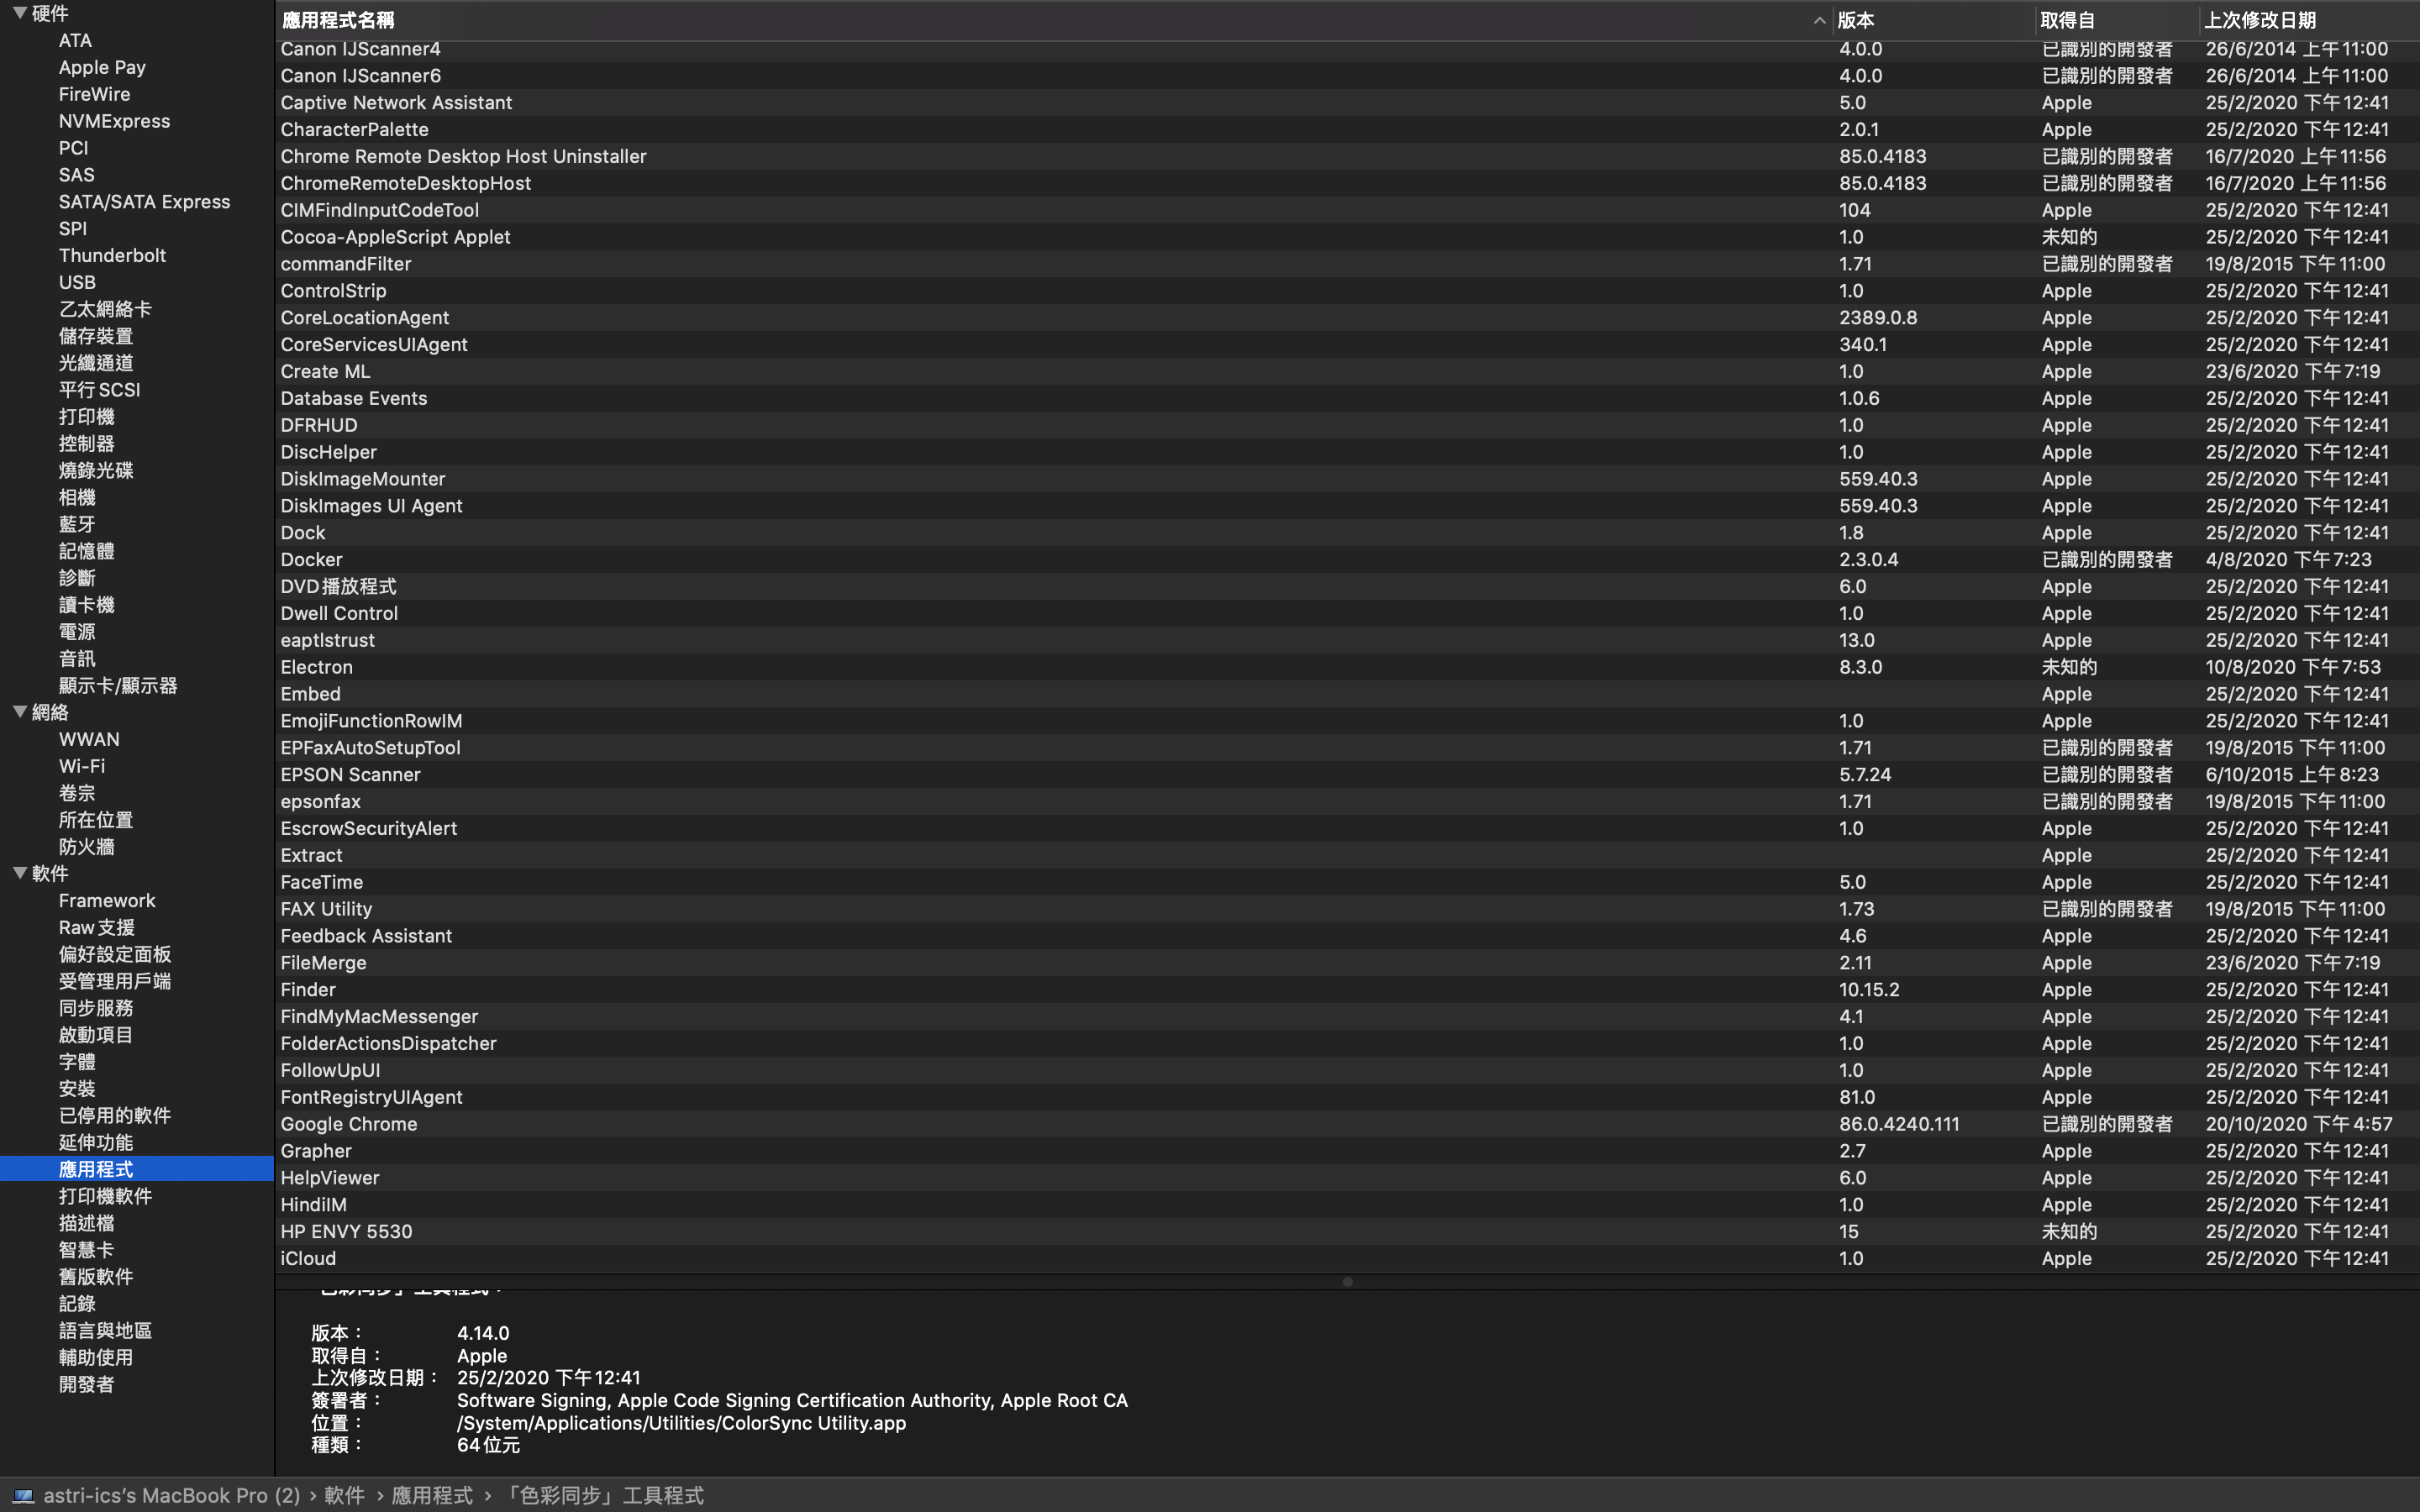 硬件
ATA
Apple Pay
FireWire
NVMExpress
PCI
SAS
SATA/SATA Express
SPI
Thunderbolt
USB
乙太網絡卡
儲存裝置
光纖通道
平行 SCSI
打印機
控制器
燒錄光碟
相機
藍牙
記憶體
診斷
讀卡機
電源
音訊
顯示卡/顯示器
網絡
WWAN
Wi-Fi
卷宗
所在位置
防火牆
軟件
Framework
Raw 支援
偏好設定面板
受管理用戶端
同步服務
啟動項目
字體
安裝
已停用的軟件
延伸功能
應用程式
打印機軟件
描述檔
智慧卡
舊版軟件
記錄
語言與地區
輔助使用
開發者
應用程式名稱 版本 取得自 上次修改日期
Canon IJScanner4 4.0.0 已識別的開發者 26/6/2014 上午11:00
Canon IJScanner6 4.0.0 已識別的開發者 26/6/2014 上午11:00
Captive Network Assistant 5.0 Apple 25/2/2020 下午12:41
CharacterPalette 2.0.1 Apple 25/2/2020 下午12:41
Chrome Remote Desktop Host Uninstaller 85.0.4183 已識別的開發者 16/7/2020 上午11:56
ChromeRemoteDesktopHost 85.0.4183 已識別的開發者 16/7/2020 上午11:56
CIMFindInputCodeTool 104 Apple 25/2/2020 下午12:41
Cocoa-AppleScript Applet 1.0 未知的 25/2/2020 下午12:41
commandFilter 1.71 已識別的開發者 19/8/2015 下午11:00
ControlStrip 1.0 Apple 25/2/2020 下午12:41
CoreLocationAgent 2389.0.8 Apple 25/2/2020 下午12:41
CoreServicesUIAgent 340.1 Apple 25/2/2020 下午12:41
Create ML 1.0 Apple 23/6/2020 下午7:19
Database Events 1.0.6 Apple 25/2/2020 下午12:41
DFRHUD 1.0 Apple 25/2/2020 下午12:41
DiscHelper 1.0 Apple 25/2/2020 下午12:41
DiskImageMounter 559.40.3 Apple 25/2/2020 下午12:41
DiskImages UI Agent 559.40.3 Apple 25/2/2020 下午12:41
Dock 1.8 Apple 25/2/2020 下午12:41
Docker 2.3.0.4 已識別的開發者 4/8/2020 下午7:23
DVD 播放程式 6.0 Apple 25/2/2020 下午12:41
Dwell Control 1.0 Apple 25/2/2020 下午12:41
eaptlstrust 13.0 Apple 25/2/2020 下午12:41
Electron 8.3.0 未知的 10/8/2020 下午7:53
Embed Apple 25/2/2020 下午12:41
EmojiFunctionRowIM 1.0 Apple 25/2/2020 下午12:41
EPFaxAutoSetupTool 1.71 已識別的開發者 19/8/2015 下午11:00
EPSON Scanner 5.7.24 已識別的開發者 6/10/2015 上午8:23
epsonfax 1.71 已識別的開發者 19/8/2015 下午11:00
EscrowSecurityAlert 1.0 Apple 25/2/2020 下午12:41
Extract Apple 25/2/2020 下午12:41
FaceTime 5.0 Apple 25/2/2020 下午12:41
FAX Utility 1.73 已識別的開發者 19/8/2015 下午11:00
Feedback Assistant 4.6 Apple 25/2/2020 下午12:41
FileMerge 2.11 Apple 23/6/2020 下午7:19
Finder 10.15.2 Apple 25/2/2020 下午12:41
FindMyMacMessenger 4.1 Apple 25/2/2020 下午12:41
FolderActionsDispatcher 1.0 Apple 25/2/2020 下午12:41
FollowUpUI 1.0 Apple 25/2/2020 下午12:41
FontRegistryUIAgent 81.0 Apple 25/2/2020 下午12:41
Google Chrome 86.0.4240.111 已識別的開發者 20/10/2020 下午4:57
Grapher 2.7 Apple 25/2/2020 下午12:41
HelpViewer 6.0 Apple 25/2/2020 下午12:41
HindiIM 1.0 Apple 25/2/2020 下午12:41
HP ENVY 5530 15 未知的 25/2/2020 下午12:41
iCloud 1.0 Apple 25/2/2020 下午12:41
「色彩同步」工具程式：
版本： 4.14.0
取得自： Apple
上次修改日期： 25/2/2020 下午12:41
簽署者： Software Signing, Apple Code Signing Certification Authority, Apple Root CA
位置： /System/Applications/Utilities/ColorSync Utility.app
種類： 64 位元
astri-ics's MacBook Pro (2) › 軟件 › 應用程式 › 「色彩同步」工具程式